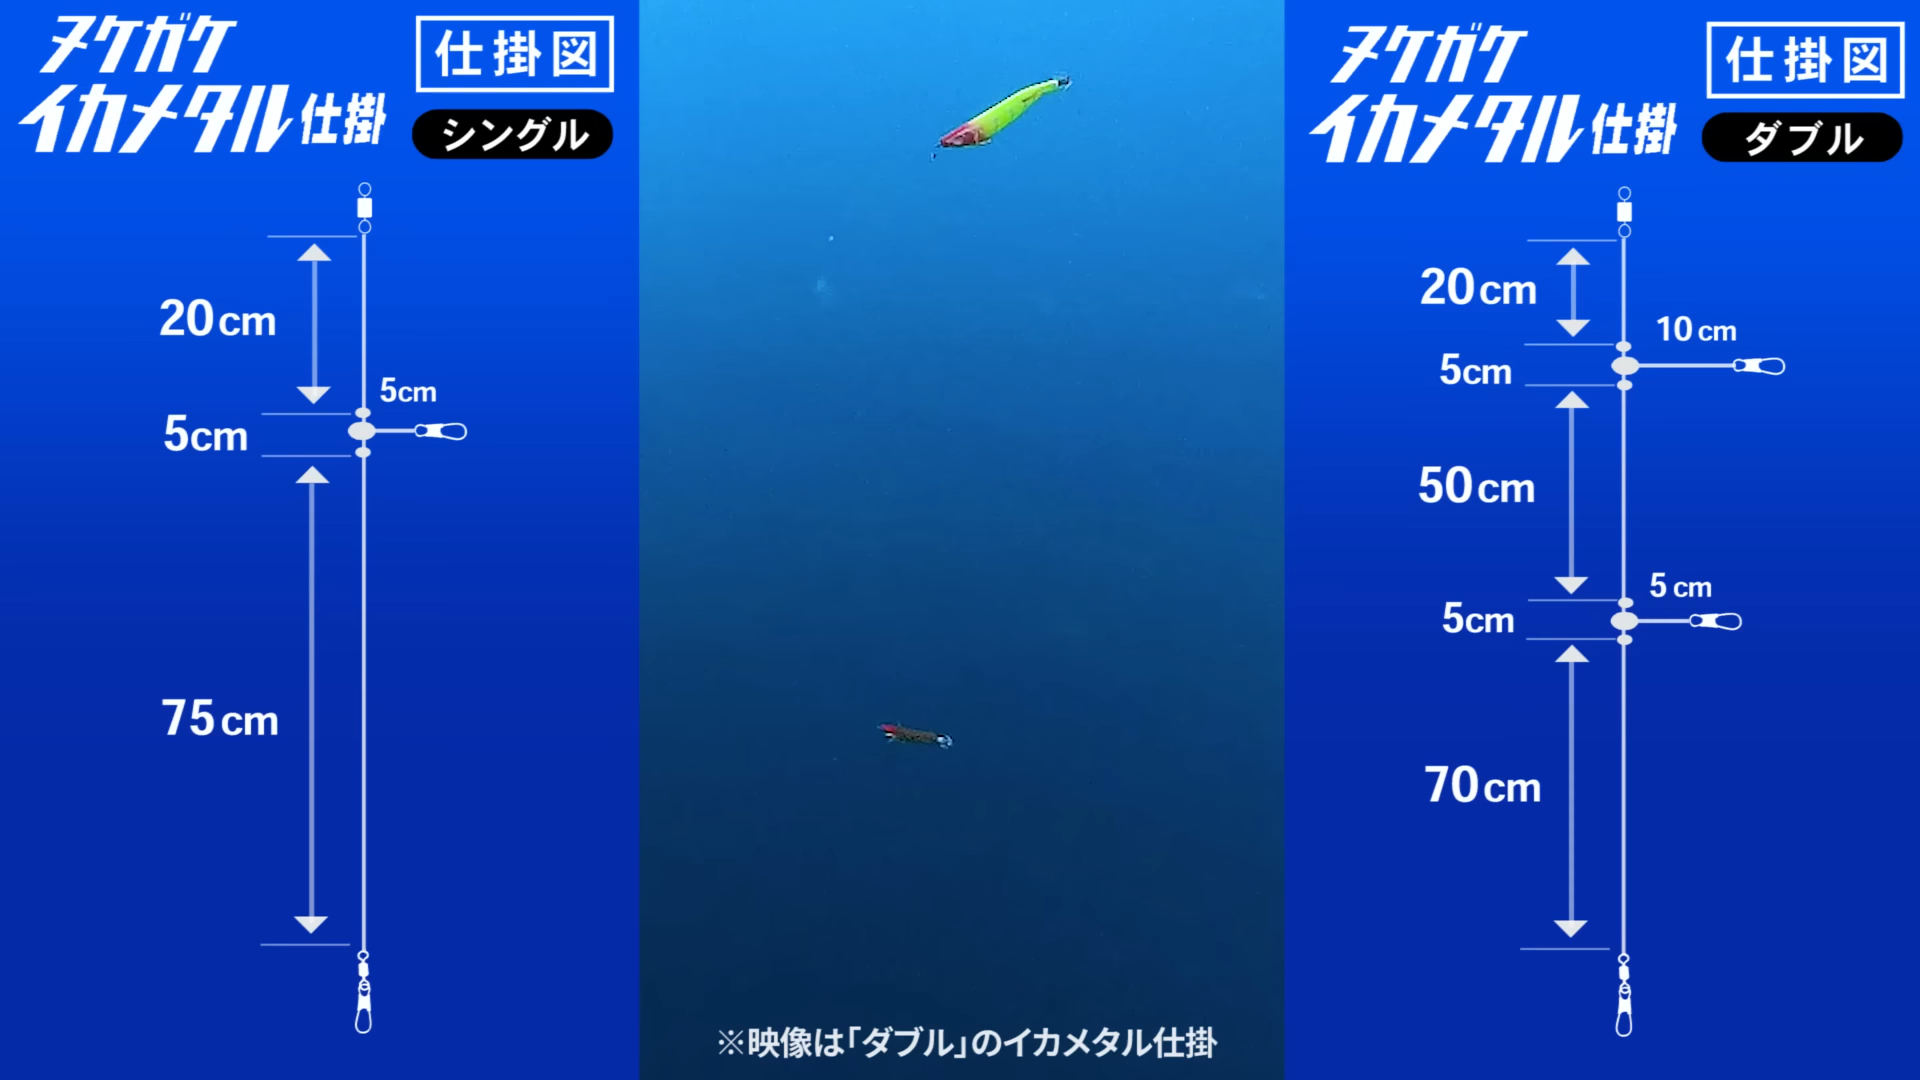 ヌケガケ
イカメタル仕掛
仕掛図
シングル
20cm
5cm
5cm
75cm
※映像は「ダブル」のイカメタル仕掛
ヌケガケ
イカメタル仕掛
仕掛図
ダブル
20cm
10cm
5cm
50cm
5cm
5cm
70cm